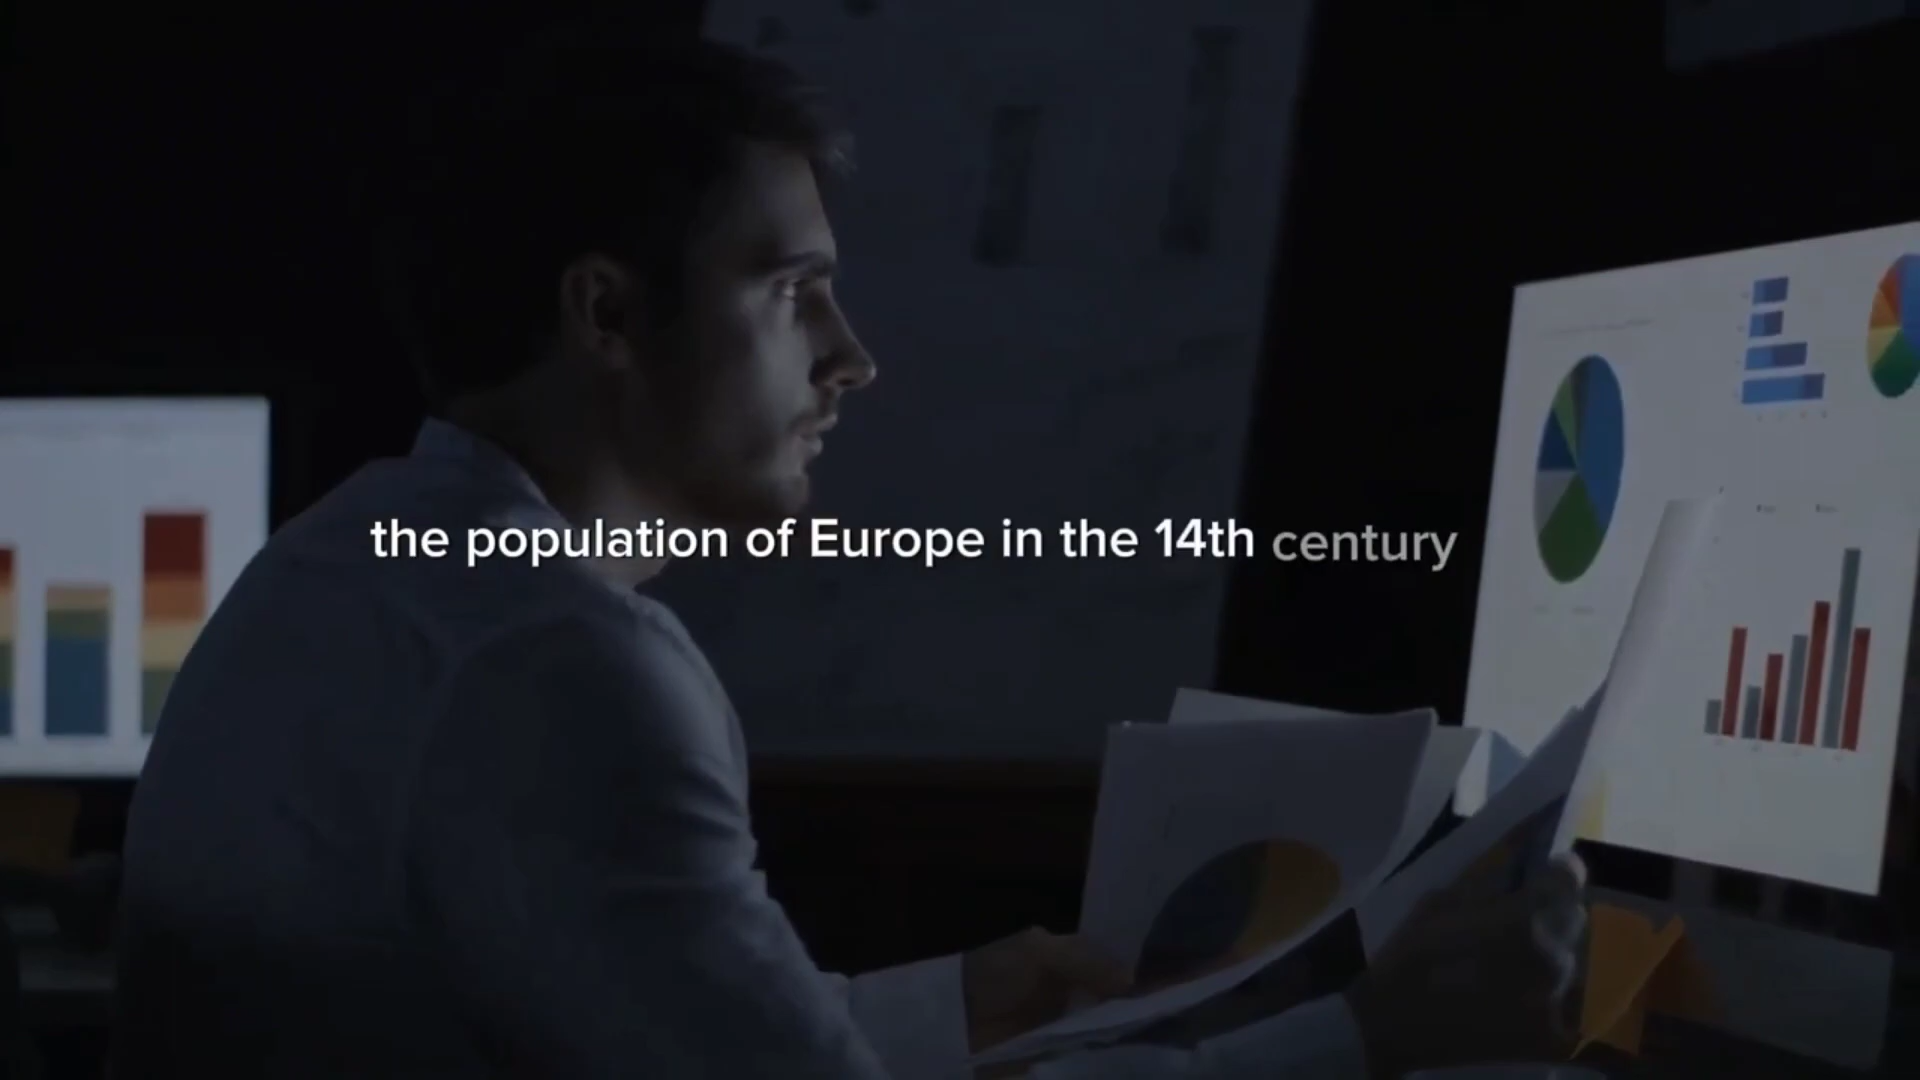 the population of Europe in the 14th century